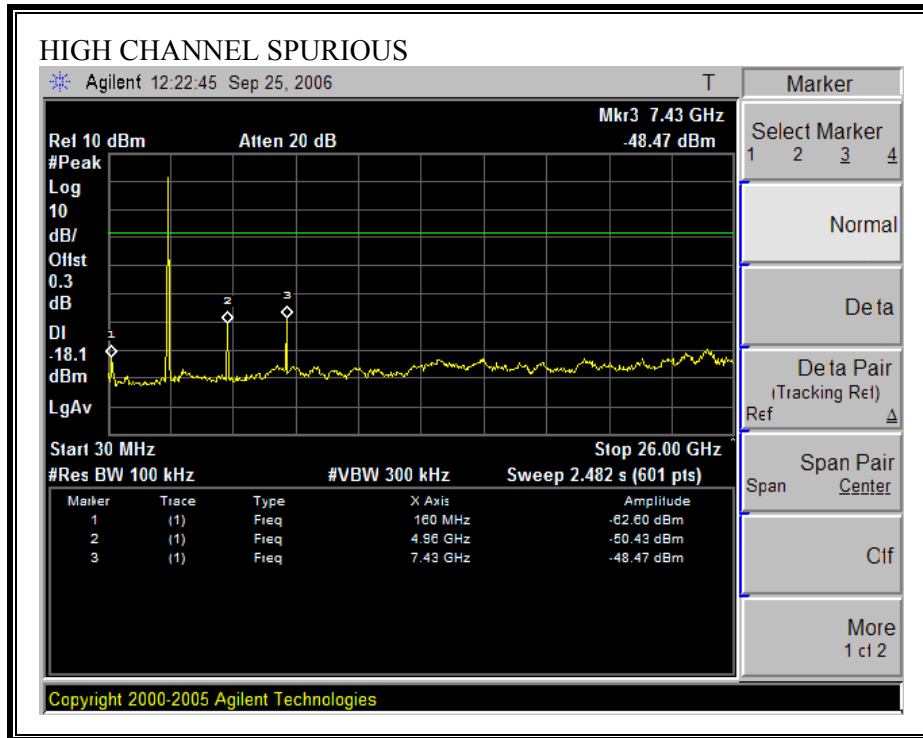 HIGH CHANNEL SPURIOUS
Agilent 12:22:45 Sep 25, 2006 T
Mkr3 7.43 GHz
Ref 10 dBm Atten 20 dB -48.47 dBm
#Peak
Log
10
dB/
Offst
0.3
dB
DI
-18.1
dBm
LgAv
1
2
3
Start 30 MHz Stop 26.00 GHz
#Res BW 100 kHz #VBW 300 kHz Sweep 2.482 s (601 pts)
Marker Trace Type X Axis Amplitude
1 (1) Freq 160 MHz -62.60 dBm
2 (1) Freq 4.96 GHz -50.43 dBm
3 (1) Freq 7.43 GHz -48.47 dBm
Copyright 2000-2005 Agilent Technologies
Marker
Select Marker
1 2 3 4
Normal
Delta
Delta Pair
(Tracking Ref)
Ref Δ
Span Pair
Span Center
Off
More
1 of 2